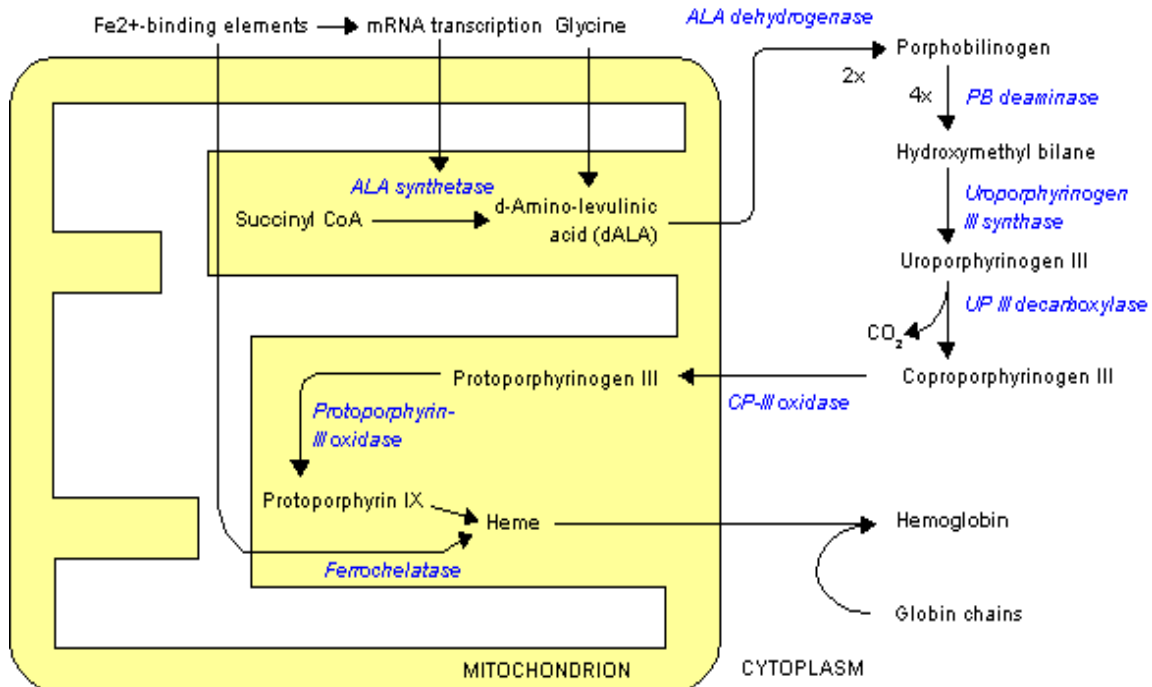 Fe2+-binding elements
mRNA transcription
Glycine
ALA dehydrogenase
2x
Porphobilinogen
4x
PB deaminase
Hydroxymethyl bilane
ALA synthetase
Succinyl CoA
d-Amino-levulinic
acid (dALA)
Uroporphyrinogen
III synthase
Uroporphyrinogen III
UP III decarboxylase
CO2
Coproporphyrinogen III
CP-III oxidase
Protoporphyrinogen III
Protoporphyrin-
III oxidase
Protoporphyrin IX
Heme
Ferrochelatase
Hemoglobin
Globin chains
MITOCHONDRION
CYTOPLASM